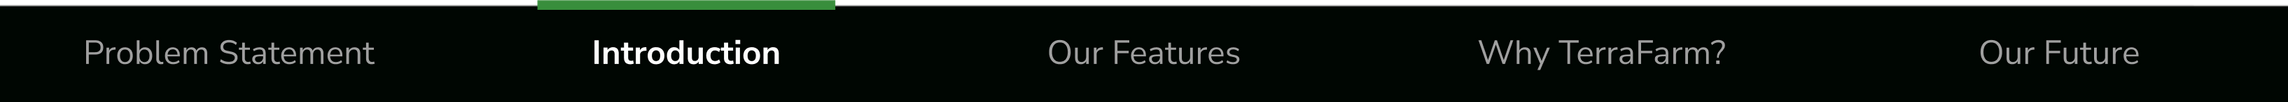 Problem Statement Introduction Our Features Why TerraFarm? Our Future